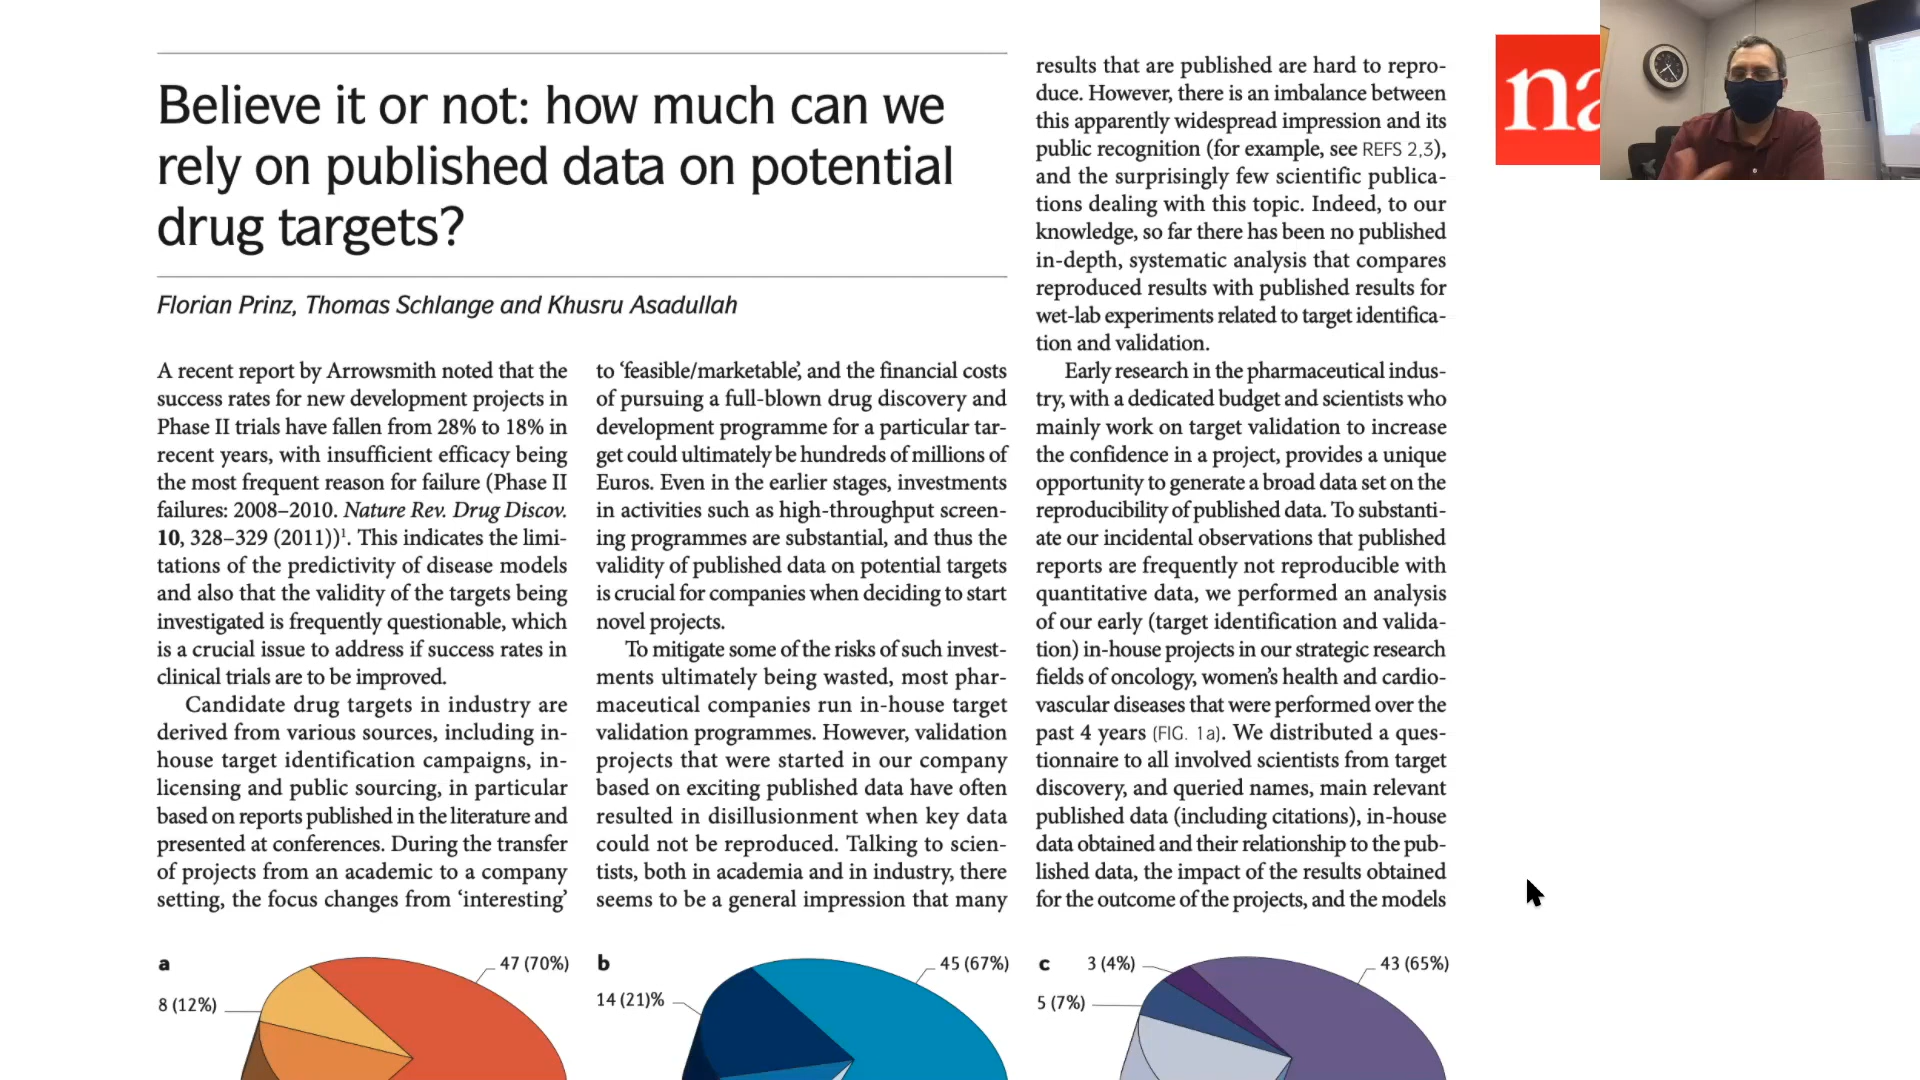 Believe it or not: how much can we
rely on published data on potential
drug targets?
Florian Prinz, Thomas Schlange and Khusru Asadullah
A recent report by Arrowsmith noted that the
success rates for new development projects in
Phase II trials have fallen from 28% to 18% in
recent years, with insufficient efficacy being
the most frequent reason for failure (Phase II
failures: 2008–2010. Nature Rev. Drug Discov.
10, 328–329 (2011))¹. This indicates the limi-
tations of the predictivity of disease models
and also that the validity of the targets being
investigated is frequently questionable, which
is a crucial issue to address if success rates in
clinical trials are to be improved.
Candidate drug targets in industry are
derived from various sources, including in-
house target identification campaigns, in-
licensing and public sourcing, in particular
based on reports published in the literature and
presented at conferences. During the transfer
of projects from an academic to a company
setting, the focus changes from ‘interesting’
to ‘feasible/marketable’, and the financial costs
of pursuing a full-blown drug discovery and
development programme for a particular tar-
get could ultimately be hundreds of millions of
Euros. Even in the earlier stages, investments
in activities such as high-throughput screen-
ing programmes are substantial, and thus the
validity of published data on potential targets
is crucial for companies when deciding to start
novel projects.
To mitigate some of the risks of such invest-
ments ultimately being wasted, most phar-
maceutical companies run in-house target
validation programmes. However, validation
projects that were started in our company
based on exciting published data have often
resulted in disillusionment when key data
could not be reproduced. Talking to scien-
tists, both in academia and in industry, there
seems to be a general impression that many
results that are published are hard to repro-
duce. However, there is an imbalance between
this apparently widespread impression and its
public recognition (for example, see REFS 2,3),
and the surprisingly few scientific publica-
tions dealing with this topic. Indeed, to our
knowledge, so far there has been no published
in-depth, systematic analysis that compares
reproduced results with published results for
wet-lab experiments related to target identifica-
tion and validation.
Early research in the pharmaceutical indus-
try, with a dedicated budget and scientists who
mainly work on target validation to increase
the confidence in a project, provides a unique
opportunity to generate a broad data set on the
reproducibility of published data. To substanti-
ate our incidental observations that published
reports are frequently not reproducible with
quantitative data, we performed an analysis
of our early (target identification and valida-
tion) in-house projects in our strategic research
fields of oncology, women’s health and cardio-
vascular diseases that were performed over the
past 4 years (FIG. 1a). We distributed a ques-
tionnaire to all involved scientists from target
discovery, and queried names, main relevant
published data (including citations), in-house
data obtained and their relationship to the pub-
lished data, the impact of the results obtained
for the outcome of the projects, and the models
na
a
47 (70%)
8 (12%)
b
45 (67%)
14 (21)%
c
3 (4%)
43 (65%)
5 (7%)